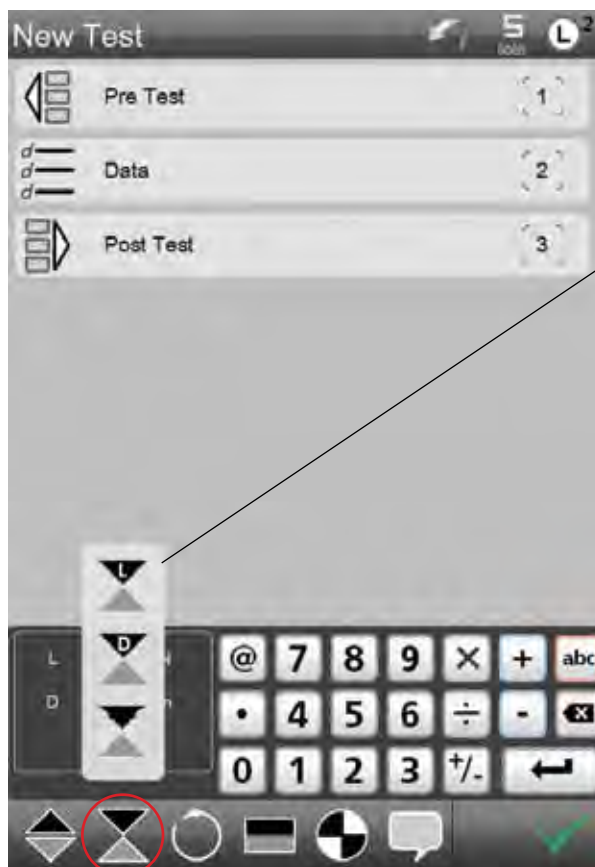 New Test
5
L 2
Pre Test 1
d
d Data 2
d
Post Test 3
L
D
L
D
@ 7 8 9 × + abc
• 4 5 6 ÷ -
0 1 2 3 +/-